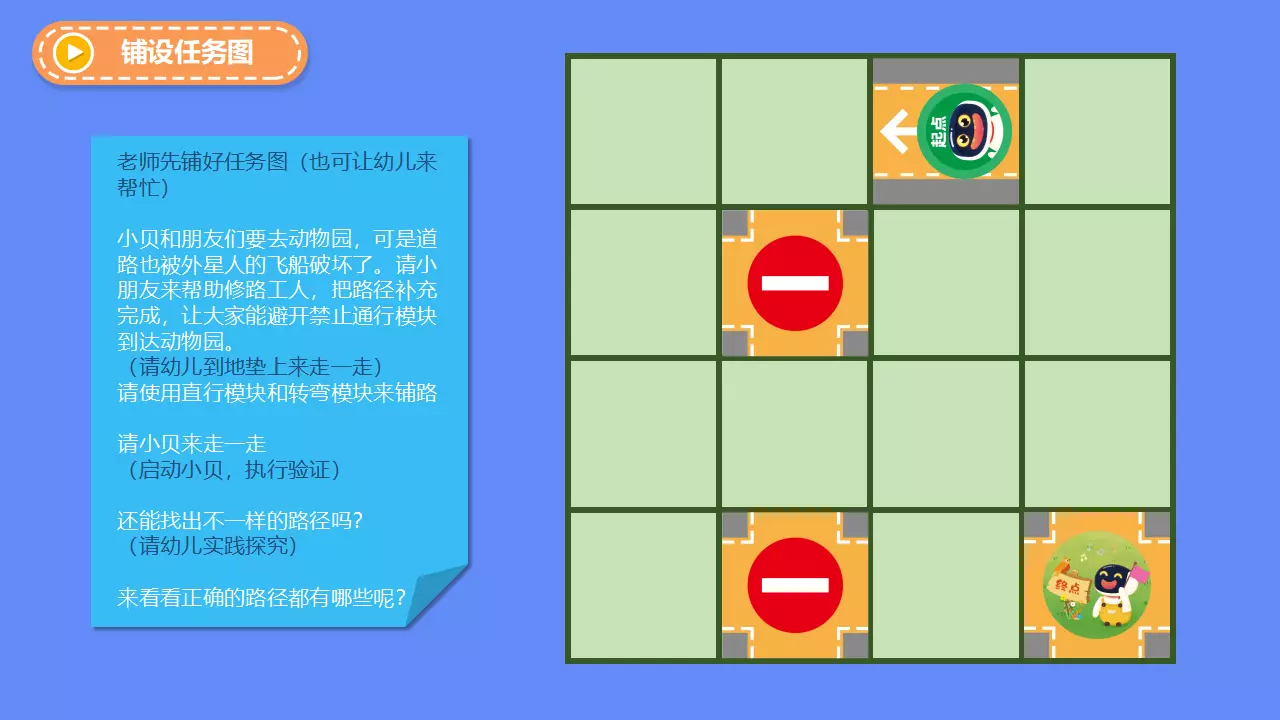 铺设任务图
老师先铺好任务图（也可让幼儿来
帮忙）
小贝和朋友们要去动物园，可是道
路也被外星人的飞船破坏了。请小
朋友来帮助修路工人，把路径补充
完成，让大家能避开禁止通行模块
到达动物园。
（请幼儿到地垫上来走一走）
请使用直行模块和转弯模块来铺路
请小贝来走一走
（启动小贝，执行验证）
还能找出不一样的路径吗？
（请幼儿实践探究）
来看看正确的路径都有哪些呢？
起点
终点